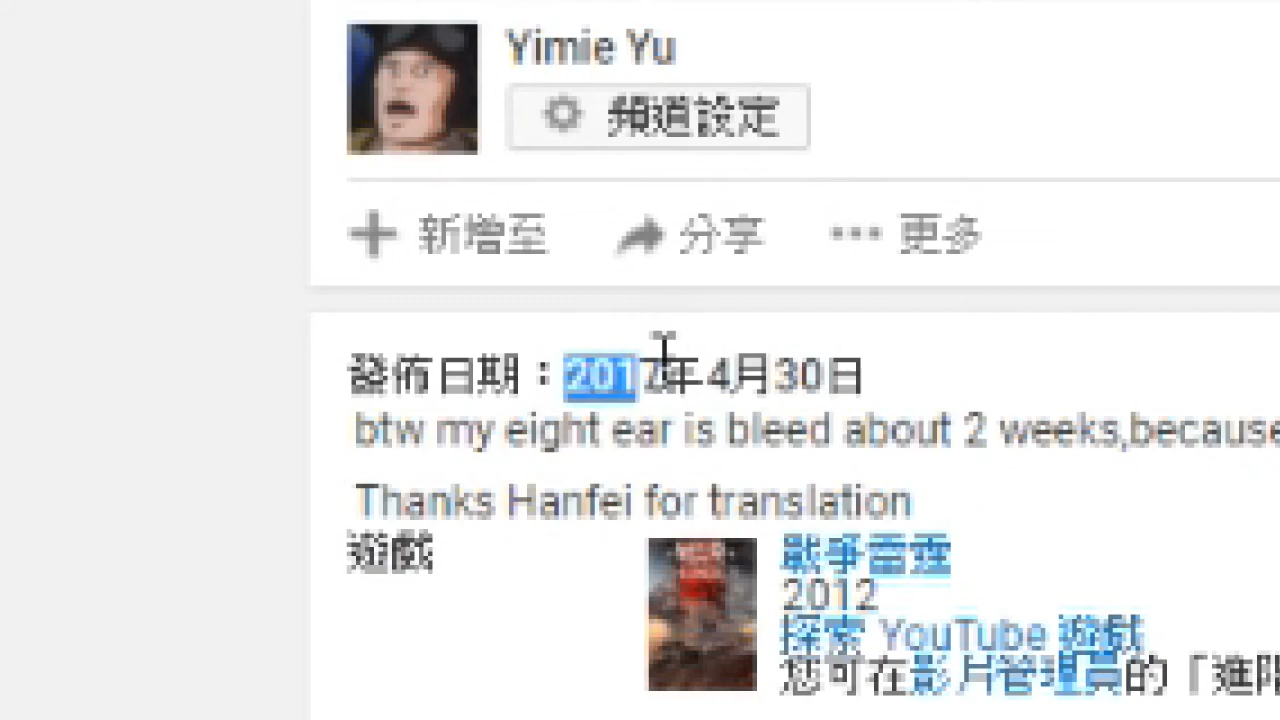 Yimie Yu
頻道設定
新增至 分享 更多
發佈日期：2017年4月30日
btw my eight ear is bleed about 2 weeks,because
Thanks Hanfei for translation
遊戲
戰爭雷霆
2012
探索 YouTube 遊戲
您可在影片管理員的「進階